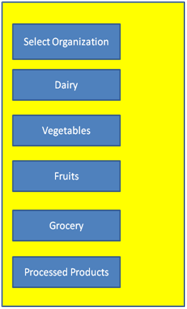 Select Organization
Dairy
Vegetables
Fruits
Grocery
Processed Products